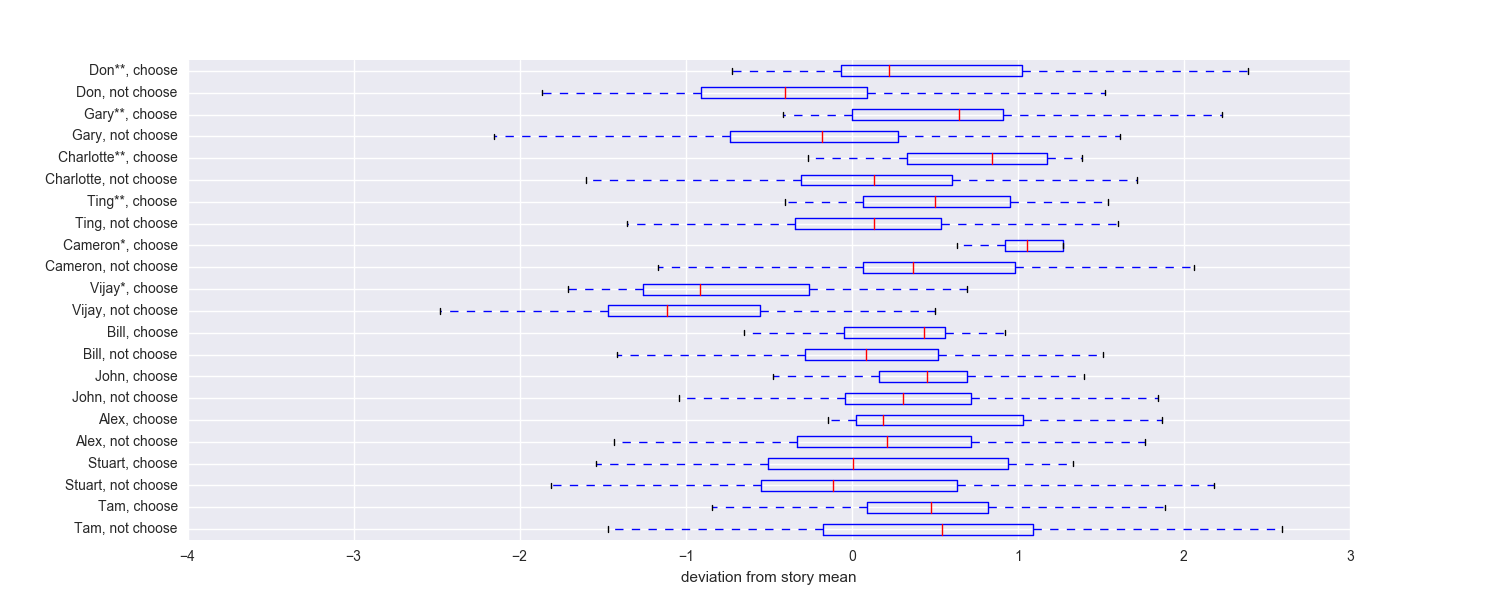 Don**, choose
Don, not choose
Gary**, choose
Gary, not choose
Charlotte**, choose
Charlotte, not choose
Ting**, choose
Ting, not choose
Cameron*, choose
Cameron, not choose
Vijay*, choose
Vijay, not choose
Bill, choose
Bill, not choose
John, choose
John, not choose
Alex, choose
Alex, not choose
Stuart, choose
Stuart, not choose
Tam, choose
Tam, not choose
−4 −3 −2 −1 0 1 2 3
deviation from story mean